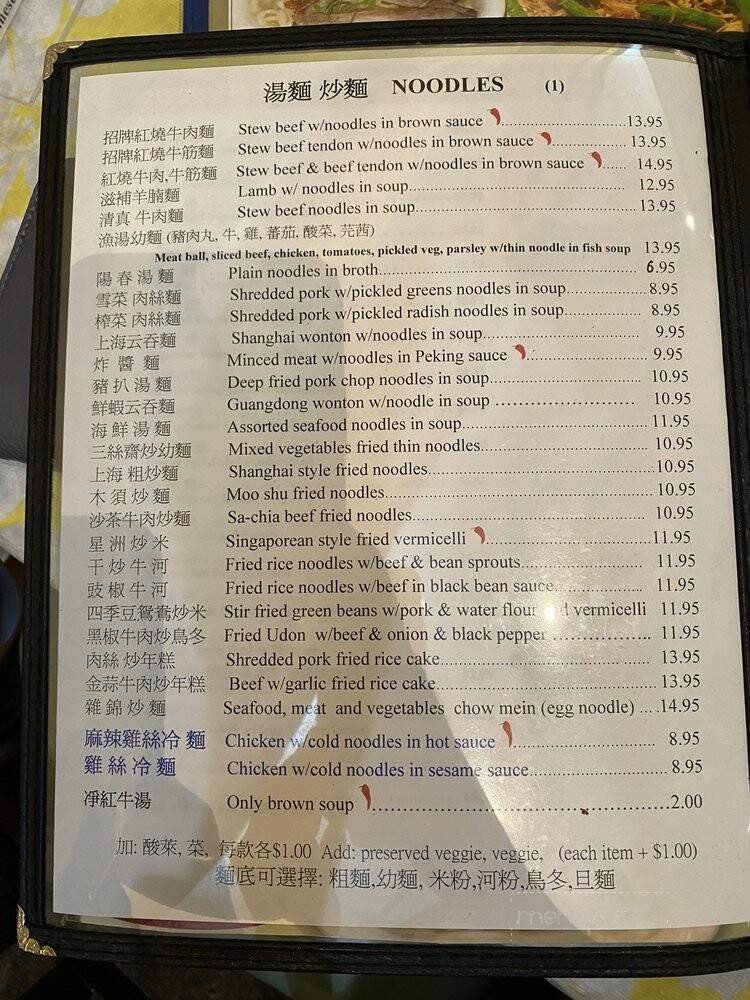 湯麵 炒麵 NOODLES (1)
招牌紅燒牛肉麵 Stew beef w/noodles in brown sauce 13.95
招牌紅燒牛筋麵 Stew beef tendon w/noodles in brown sauce 13.95
紅燒牛肉,牛筋麵 Stew beef & beef tendon w/noodles in brown sauce 14.95
滋補羊腩麵 Lamb w/ noodles in soup 12.95
清真 牛肉麵 Stew beef noodles in soup 13.95
漁湯幼麵 (豬肉丸, 牛, 雞, 蕃茄, 酸菜, 芫茜)
Meat ball, sliced beef, chicken, tomatoes, pickled veg, parsley w/thin noodle in fish soup 13.95
陽春湯麵 Plain noodles in broth 6.95
雪菜 肉絲麵 Shredded pork w/pickled greens noodles in soup 8.95
榨菜 肉絲麵 Shredded pork w/pickled radish noodles in soup 8.95
上海云吞麵 Shanghai wonton w/noodles in soup 9.95
炸醬麵 Minced meat w/noodles in Peking sauce 9.95
豬扒湯麵 Deep fried pork chop noodles in soup 10.95
鮮蝦云吞麵 Guangdong wonton w/noodle in soup 10.95
海鮮湯麵 Assorted seafood noodles in soup 11.95
三絲齋炒幼麵 Mixed vegetables fried thin noodles 10.95
上海 粗炒麵 Shanghai style fried noodles 10.95
木須炒麵 Moo shu fried noodles 10.95
沙茶牛肉炒麵 Sa-chia beef fried noodles 10.95
星洲炒米 Singaporean style fried vermicelli 11.95
干炒牛河 Fried rice noodles w/beef & bean sprouts 11.95
豉椒牛河 Fried rice noodles w/beef in black bean sauce 11.95
四季豆鴛鴦炒米 Stir fried green beans w/pork & water flour vermicelli 11.95
黑椒牛肉炒烏冬 Fried Udon w/beef & onion & black pepper 11.95
肉絲 炒年糕 Shredded pork fried rice cake 13.95
金蒜牛肉炒年糕 Beef w/garlic fried rice cake 13.95
雜錦炒麵 Seafood, meat and vegetables chow mein (egg noodle) 14.95
麻辣雞絲冷麵 Chicken w/cold noodles in hot sauce 8.95
雞絲冷麵 Chicken w/cold noodles in sesame sauce 8.95
凈紅牛湯 Only brown soup 2.00
加: 酸菜, 菜, 每款各$1.00 Add: preserved veggie, veggie, (each item + $1.00)
麵底可選擇: 粗麵,幼麵, 米粉,河粉,烏冬,旦麵